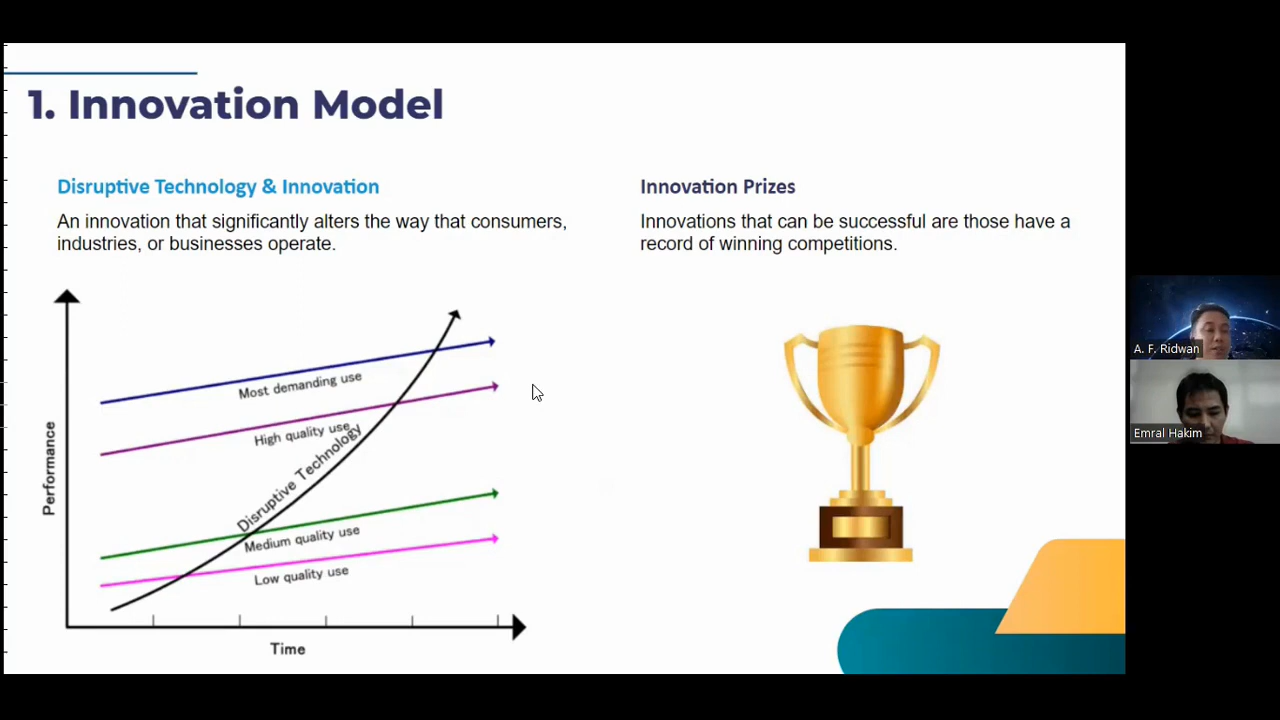 1. Innovation Model
Disruptive Technology & Innovation
An innovation that significantly alters the way that consumers,
industries, or businesses operate.
Performance
Most demanding use
High quality use
Disruptive Technology
Medium quality use
Low quality use
Time
Innovation Prizes
Innovations that can be successful are those have a
record of winning competitions.
A. F. Ridwan
Emral Hakim